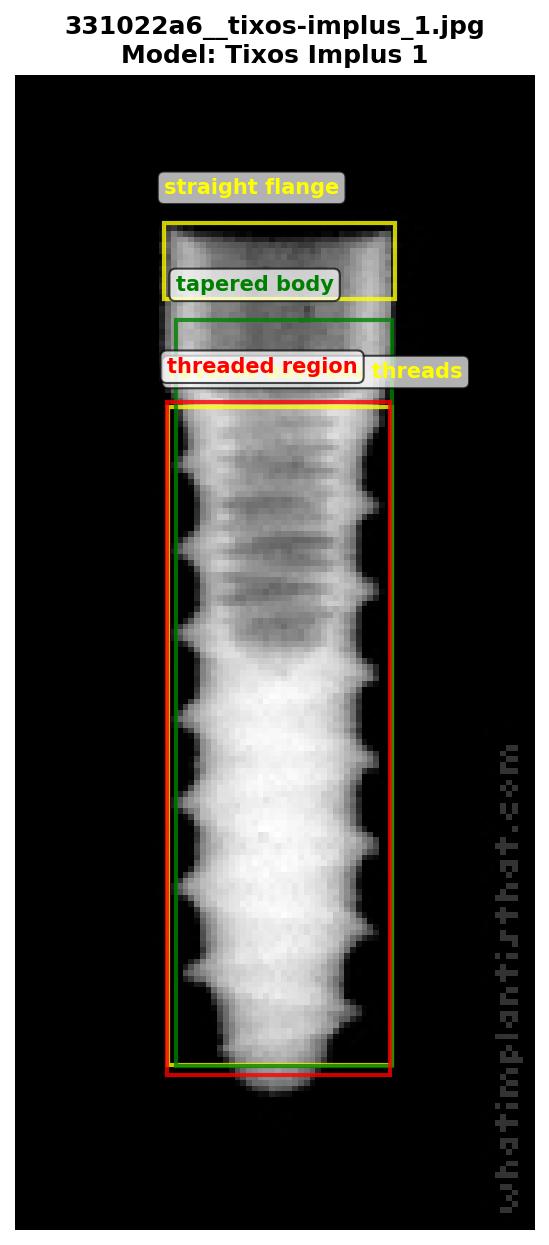 331022a6__tixos-implus_1.jpg
Model: Tixos Implus 1
straight flange
tapered body
threaded region
threads
whatimplantisthat.com